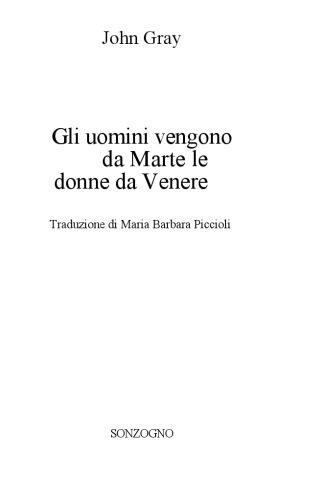 John Gray
Gli uomini vengono
da Marte le
donne da Venere
Traduzione di Maria Barbara Piccioli
SONZOGNO